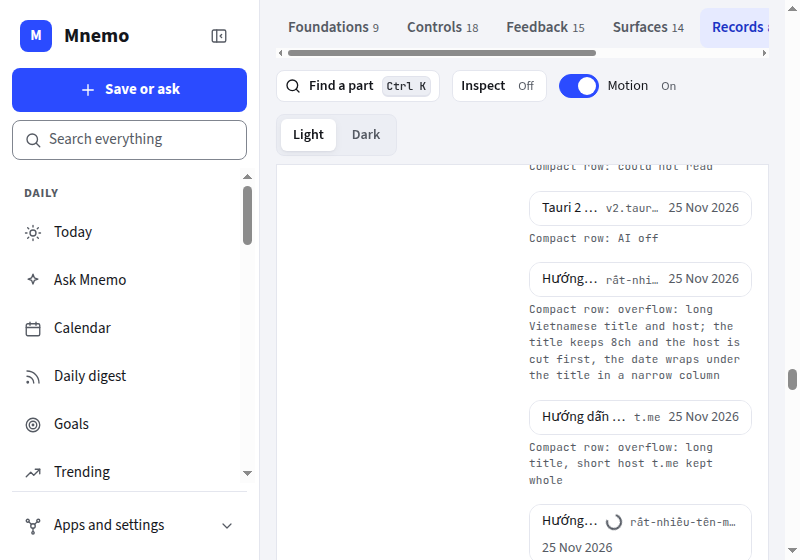 M Mnemo
Save or ask
Search everything
DAILY
Today
Ask Mnemo
Calendar
Daily digest
Goals
Trending
Apps and settings
Foundations 9 Controls 18 Feedback 15 Surfaces 14 Records
Find a part Ctrl K Inspect Off Motion On
Light Dark
Compact row: could not read
Tauri 2 … v2.taur… 25 Nov 2026
Compact row: AI off
Hướng… rất-nhi… 25 Nov 2026
Compact row: overflow: long
Vietnamese title and host; the
title keeps 8ch and the host is
cut first, the date wraps under
the title in a narrow column
Hướng dẫn … t.me 25 Nov 2026
Compact row: overflow: long
title, short host t.me kept
whole
Hướng… rất-nhiều-tên-m…
25 Nov 2026